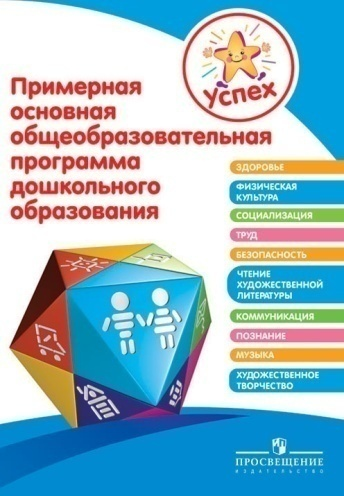 Успех
Примерная
основная
общеобразовательная
программа
дошкольного
образования
ЗДОРОВЬЕ
ФИЗИЧЕСКАЯ
КУЛЬТУРА
СОЦИАЛИЗАЦИЯ
ТРУД
БЕЗОПАСНОСТЬ
ЧТЕНИЕ
ХУДОЖЕСТВЕННОЙ
ЛИТЕРАТУРЫ
КОММУНИКАЦИЯ
ПОЗНАНИЕ
МУЗЫКА
ХУДОЖЕСТВЕННОЕ
ТВОРЧЕСТВО
ПРОСВЕЩЕНИЕ